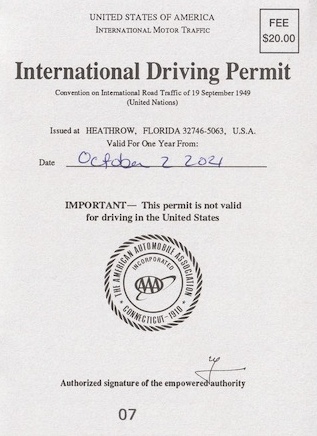 UNITED STATES OF AMERICA
INTERNATIONAL MOTOR TRAFFIC
FEE
$20.00
International Driving Permit
Convention on International Road Traffic of 19 September 1949
(United Nations)
Issued at HEATHROW, FLORIDA 32746-5063, U.S.A.
Valid For One Year From:
Date October 2 2021
IMPORTANT— This permit is not valid
for driving in the United States
THE AMERICAN AUTOMOBILE ASSOCIATION
INCORPORATED
AAA
CONNECTICUT-1910
Authorized signature of the empowered authority
07